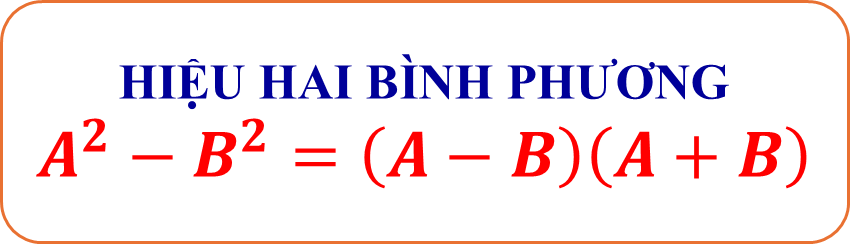 HIỆU HAI BÌNH PHƯƠNG
A² − B² = (A − B)(A + B)